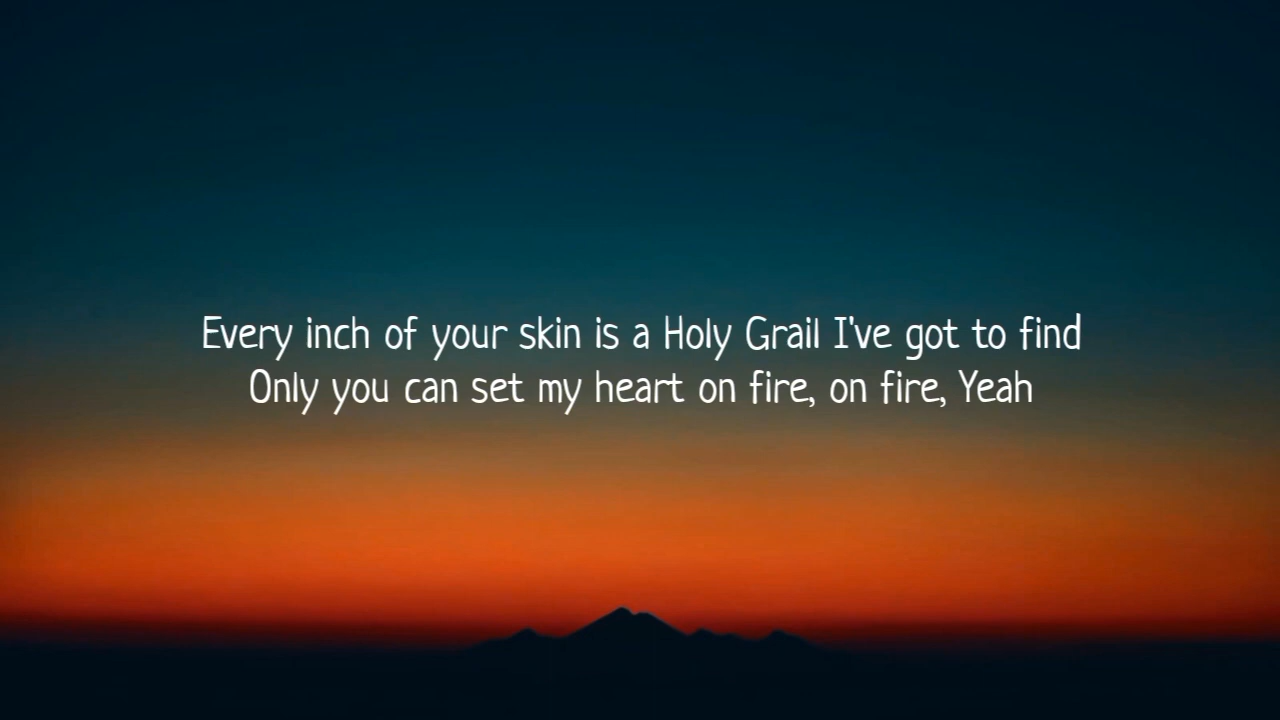 Every inch of your skin is a Holy Grail I've got to find
Only you can set my heart on fire, on fire, Yeah